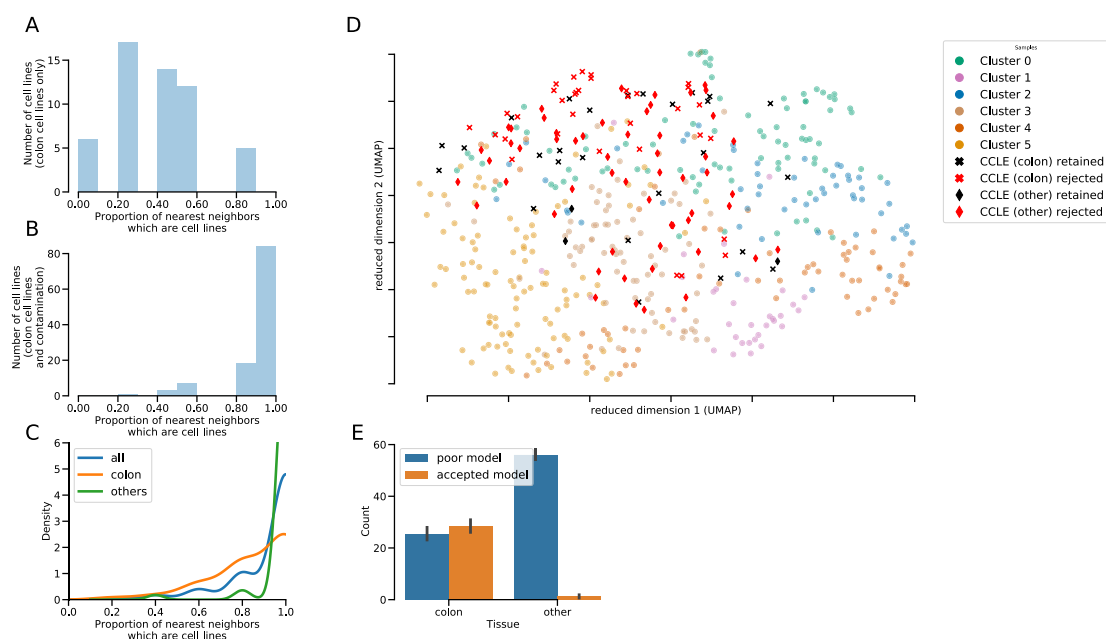 A
15
10
5
0
Number of cell lines
(colon cell lines only)
0.00 0.20 0.40 0.60 0.80 1.00
Proportion of nearest neighbors
which are cell lines
B
80
60
40
20
0
Number of cell lines
(colon cell lines
and contamination)
0.00 0.20 0.40 0.60 0.80 1.00
Proportion of nearest neighbors
which are cell lines
C
6
5
4
3
2
1
0
Density
all
colon
others
0.0 0.2 0.4 0.6 0.8 1.0
Proportion of nearest neighbors
which are cell lines
D
reduced dimension 2 (UMAP)
reduced dimension 1 (UMAP)
Samples
Cluster 0
Cluster 1
Cluster 2
Cluster 3
Cluster 4
Cluster 5
CCLE (colon) retained
CCLE (colon) rejected
CCLE (other) retained
CCLE (other) rejected
E
60
40
20
0
Count
poor model
accepted model
colon other
Tissue